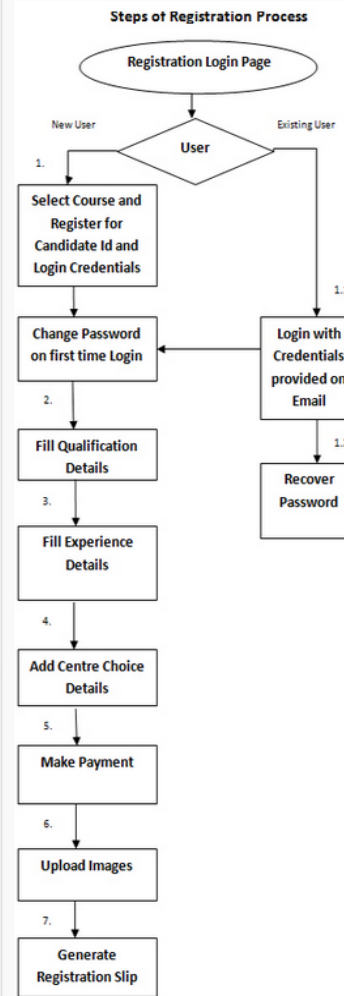 Steps of Registration Process
Registration Login Page
New User
Existing User
User
1.
Select Course and
Register for
Candidate Id and
Login Credentials
1.
Change Password
on first time Login
Login with
Credentials
provided on
Email
2.
1.
Fill Qualification
Details
Recover
Password
3.
Fill Experience
Details
4.
Add Centre Choice
Details
5.
Make Payment
6.
Upload Images
7.
Generate
Registration Slip